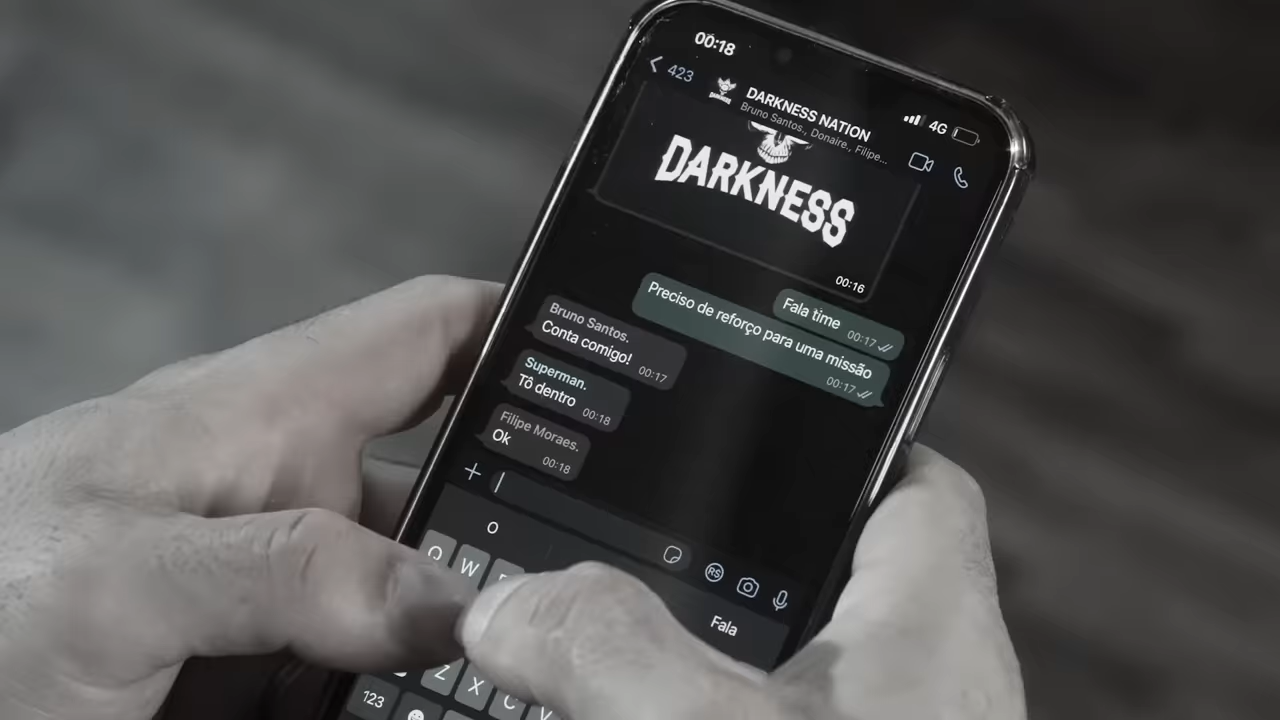 00:18
423
DARKNESS NATION
Bruno Santos., Donaire., Filipe...
4G
DARKNESS
00:16
Fala time 00:17
Preciso de reforço para uma missão
00:17
Bruno Santos.
Conta comigo! 00:17
Superman.
Tô dentro 00:18
Filipe Moraes.
Ok
00:18
R$
O
Fala
Q W
Z X C V
123